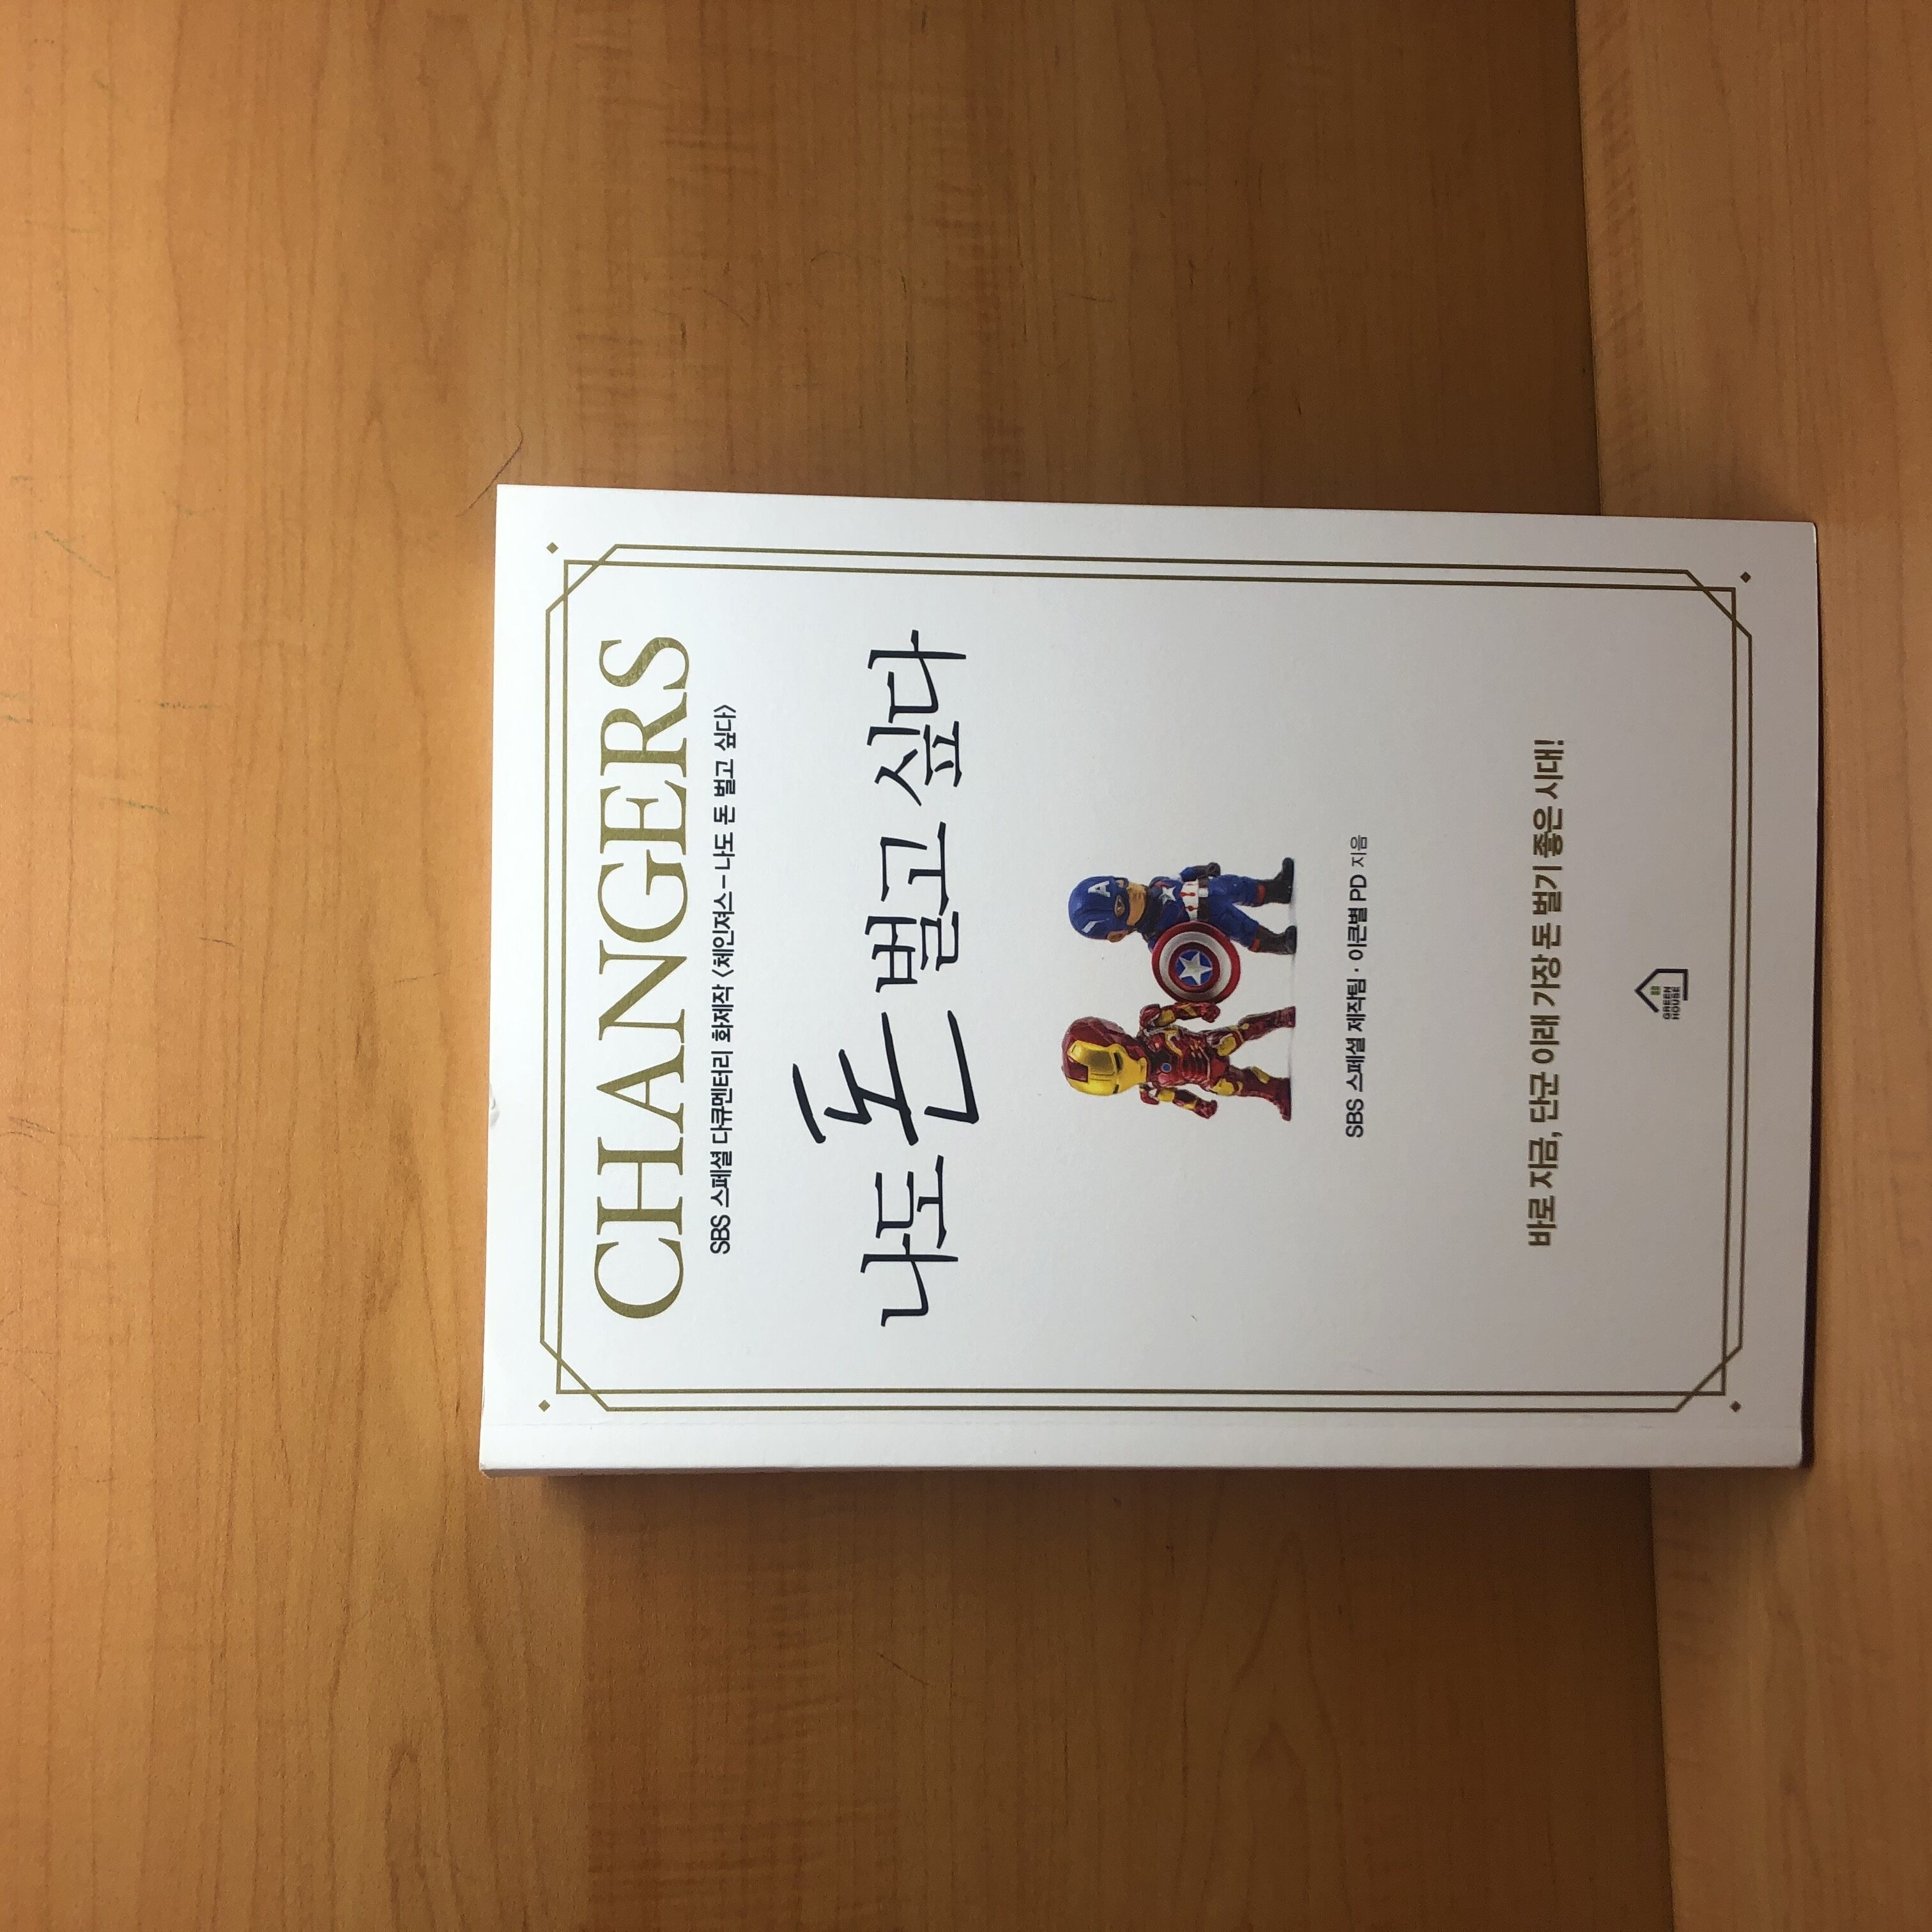 CHANGERS
SBS 스페셜 다큐멘터리 화제작 <체인저스-나도 돈 벌고 싶다>
나도 돈 벌고 싶다
A
SBS 스페셜 제작팀 · 이큰별 PD 지음
바로 지금, 단군 이래 가장 돈 벌기 좋은 시대!
GREEN
HOUSE